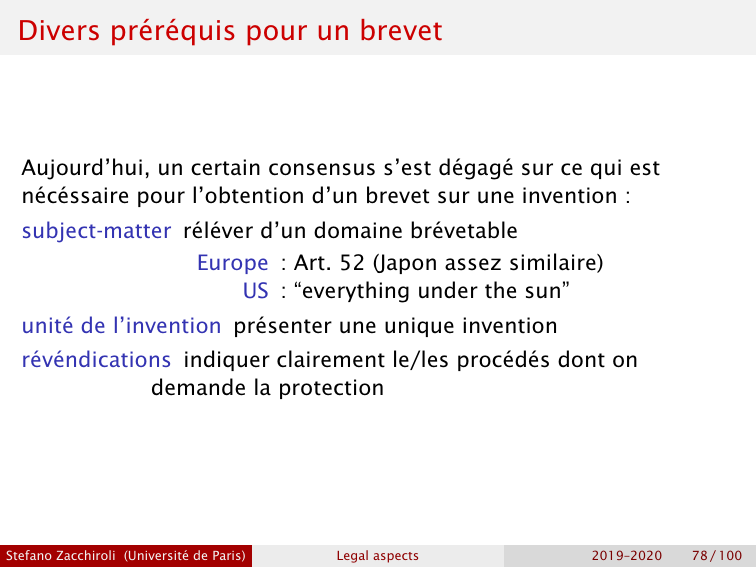 Divers préréquis pour un brevet
Aujourd’hui, un certain consensus s’est dégagé sur ce qui est
nécéssaire pour l’obtention d’un brevet sur une invention :
subject-matter réléver d’un domaine brévetable
Europe : Art. 52 (Japon assez similaire)
US : “everything under the sun”
unité de l’invention présenter une unique invention
révéndications indiquer clairement le/les procédés dont on
demande la protection
Stefano Zacchiroli (Université de Paris) Legal aspects 2019–2020 78 / 100